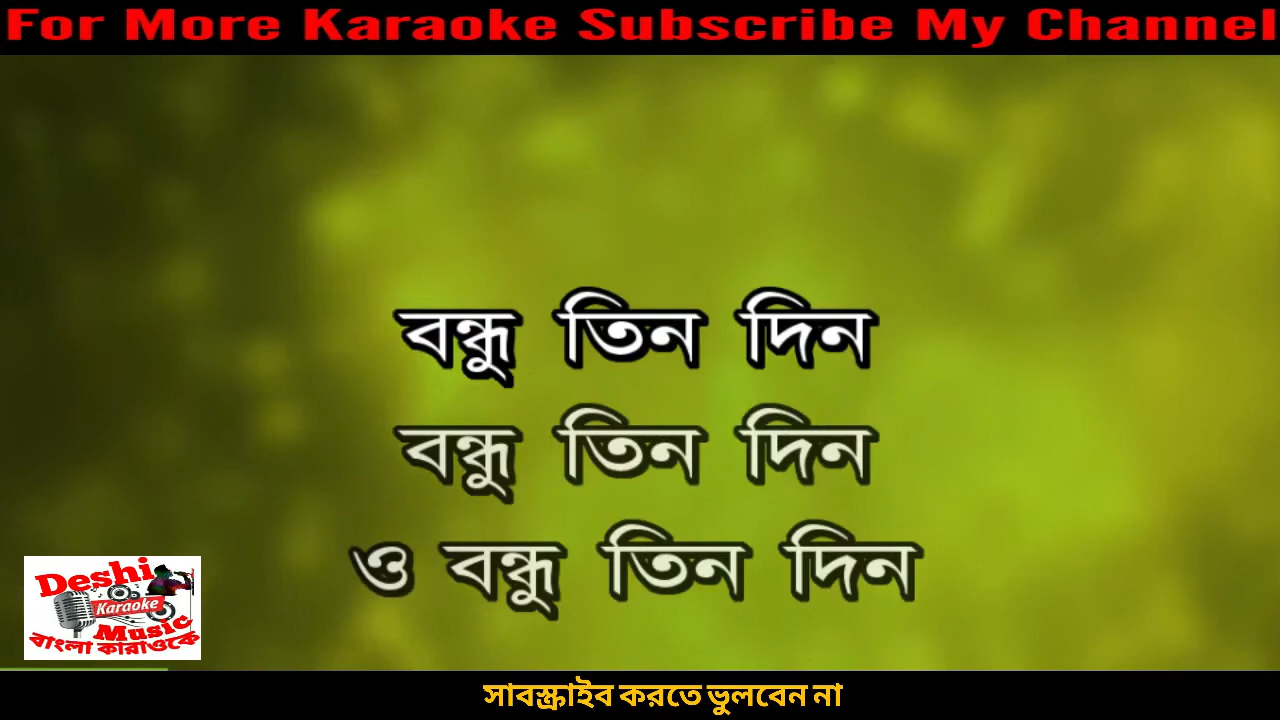 For More Karaoke Subscribe My Channel
বন্ধু তিন দিন
বন্ধু তিন দিন
ও বন্ধু তিন দিন
Deshi
Karaoke
Music
বাংলা কারাওকে
সাবস্ক্রাইব করতে ভুলবেন না